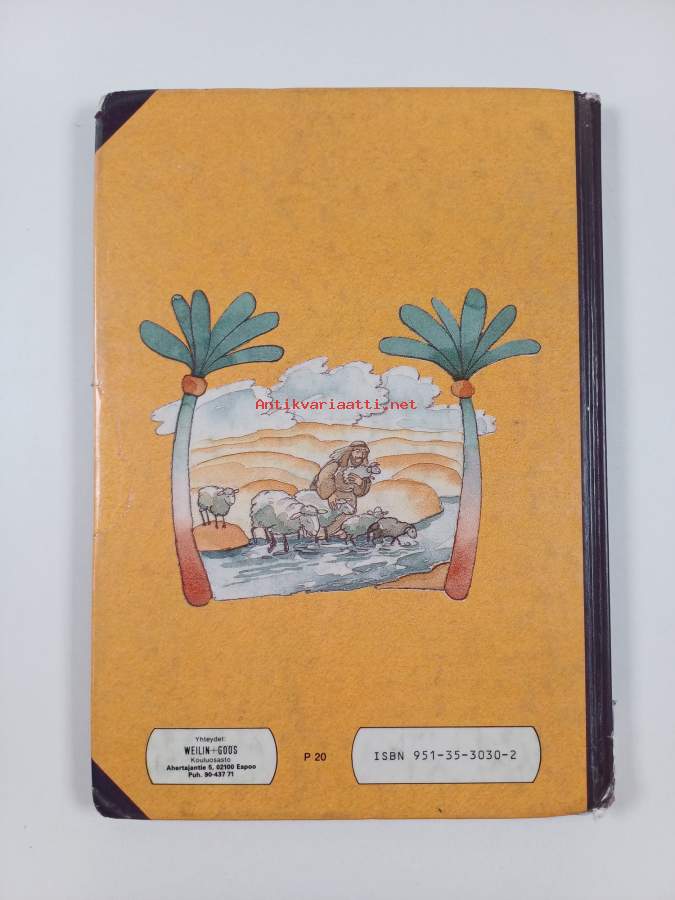 Antikvariaatti.net
Yhteydet:
WEILIN+GÖÖS
Kouluosasto
Ahertajantie 5, 02100 Espoo
Puh. 90-437 71
P 20
ISBN 951-35-3030-2